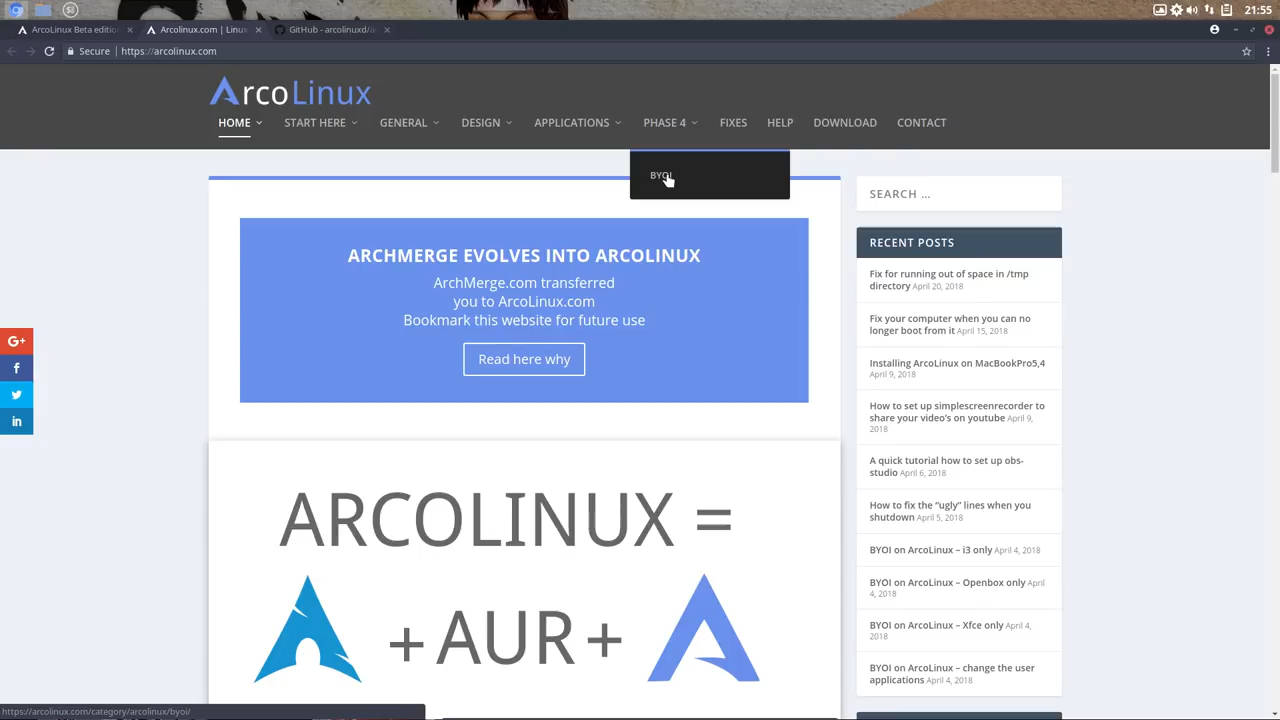 21:55
ArcoLinux Beta editio
Arcolinux.com | Linu
GitHub - arcolinuxd/a
Secure
https://arcolinux.com
ArcoLinux
HOME
START HERE
GENERAL
DESIGN
APPLICATIONS
PHASE 4
FIXES
HELP
DOWNLOAD
CONTACT
BYOI
ARCHMERGE EVOLVES INTO ARCOLINUX
ArchMerge.com transferred
you to ArcoLinux.com
Bookmark this website for future use
Read here why
ARCOLINUX =
+ AUR +
SEARCH ...
RECENT POSTS
Fix for running out of space in /tmp
directory April 20, 2018
Fix your computer when you can no
longer boot from it April 15, 2018
Installing ArcoLinux on MacBookPro5,4
April 9, 2018
How to set up simplescreenrecorder to
share your video's on youtube April 9,
2018
A quick tutorial how to set up obs-
studio April 6, 2018
How to fix the “ugly” lines when you
shutdown April 5, 2018
BYOI on ArcoLinux – i3 only April 4, 2018
BYOI on ArcoLinux – Openbox only April
4, 2018
BYOI on ArcoLinux – Xfce only April 4,
2018
BYOI on ArcoLinux – change the user
applications April 4, 2018
G+
f
in
https://arcolinux.com/category/arcolinux/byoi/